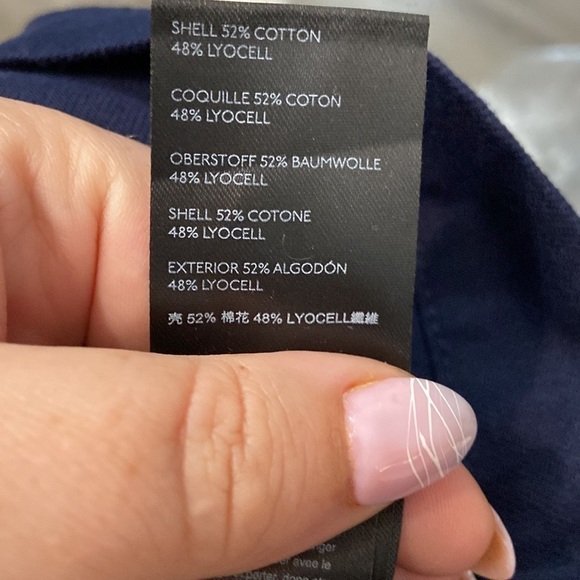 SHELL 52% COTTON
48% LYOCELL
COQUILLE 52% COTON
48% LYOCELL
OBERSTOFF 52% BAUMWOLLE
48% LYOCELL
SHELL 52% COTONE
48% LYOCELL
EXTERIOR 52% ALGODÓN
48% LYOCELL
壳 52% 棉花 48% LYOCELL纖維
avec le